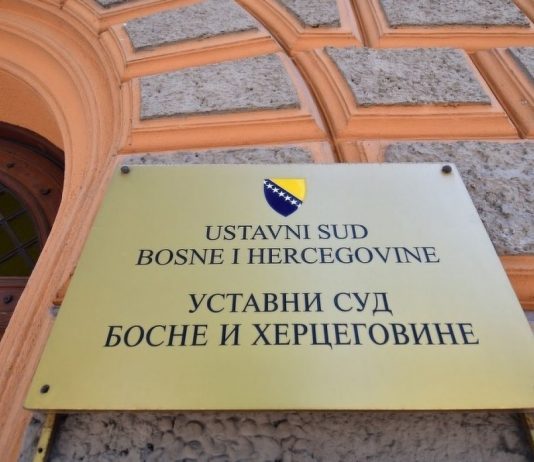 USTAVNI SUD
BOSNE I HERCEGOVINE
УСТАВНИ СУД
БОСНЕ И ХЕРЦЕГОВИНЕ